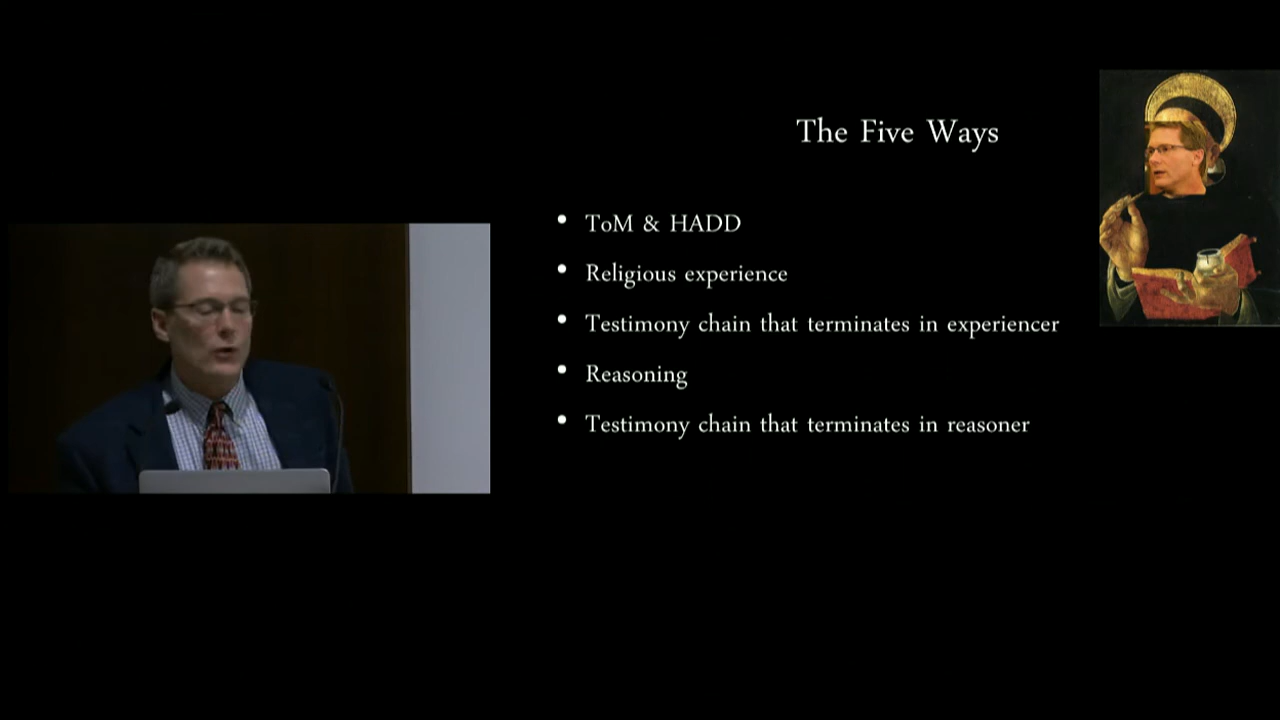 The Five Ways
• ToM & HADD
• Religious experience
• Testimony chain that terminates in experiencer
• Reasoning
• Testimony chain that terminates in reasoner